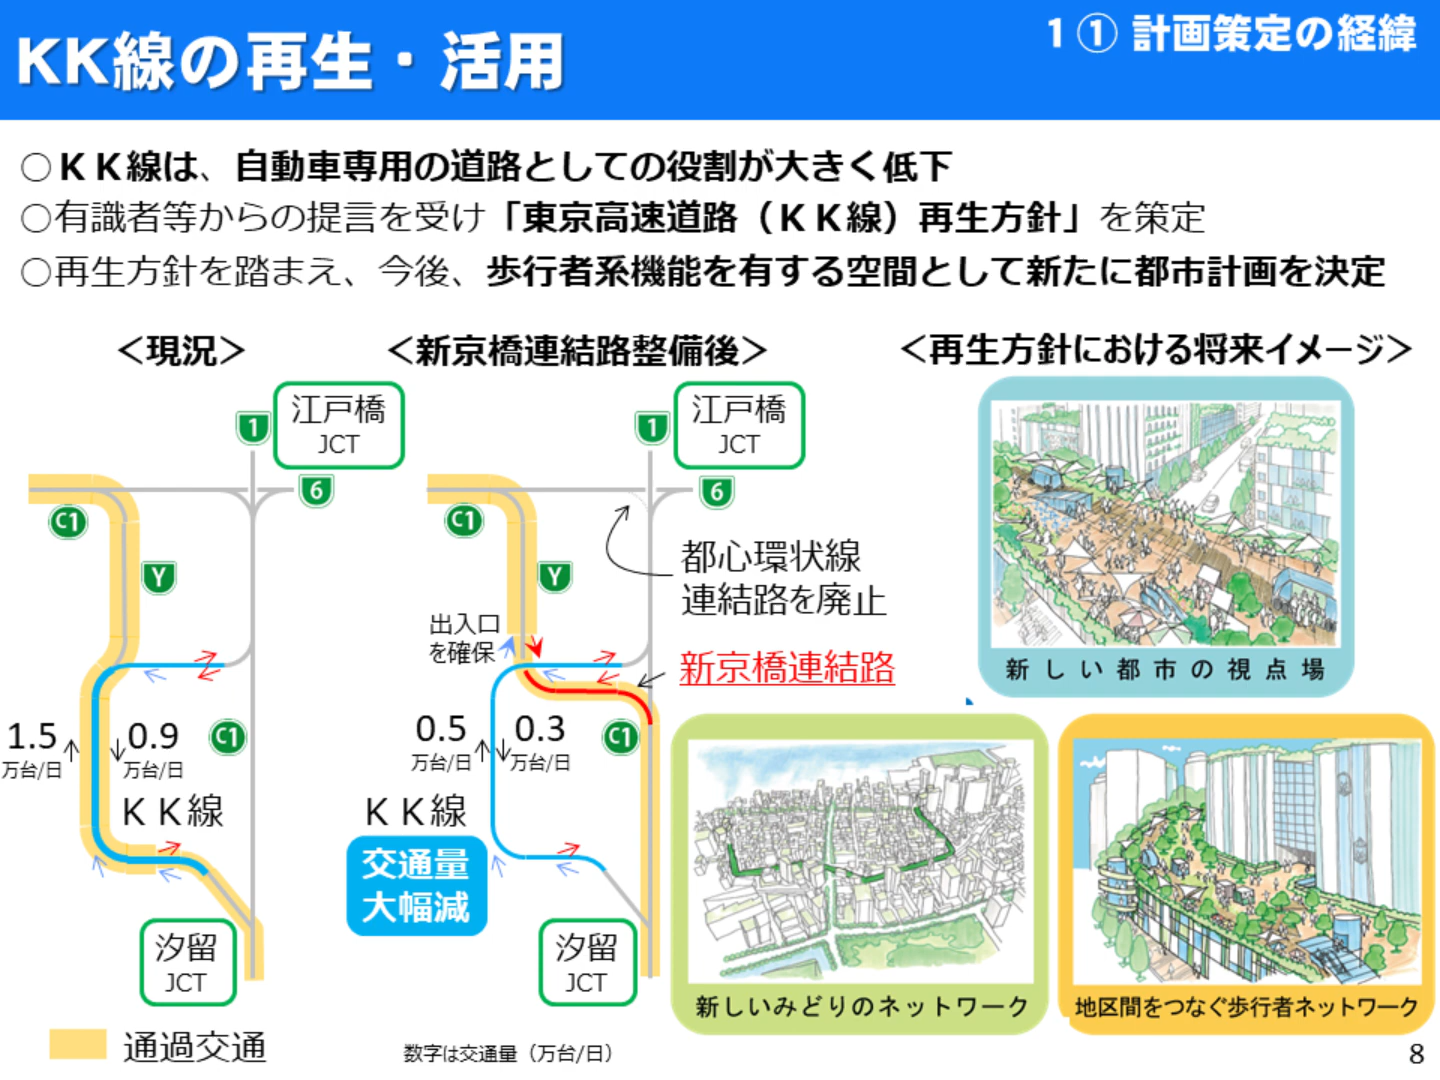 KK線の再生・活用
1① 計画策定の経緯
○ＫＫ線は、自動車専用の道路としての役割が大きく低下
○有識者等からの提言を受け「東京高速道路（ＫＫ線）再生方針」を策定
○再生方針を踏まえ、今後、歩行者系機能を有する空間として新たに都市計画を決定
＜現況＞
江戸橋
JCT
1
6
C1
Y
1.5
万台/日
0.9
万台/日
C1
ＫＫ線
汐留
JCT
通過交通
＜新京橋連結路整備後＞
江戸橋
JCT
1
6
C1
Y
都心環状線
連結路を廃止
出入口
を確保
新京橋連結路
0.5
万台/日
0.3
万台/日
C1
ＫＫ線
交通量
大幅減
汐留
JCT
数字は交通量（万台/日）
＜再生方針における将来イメージ＞
新しい都市の視点場
新しいみどりのネットワーク
地区間をつなぐ歩行者ネットワーク
8